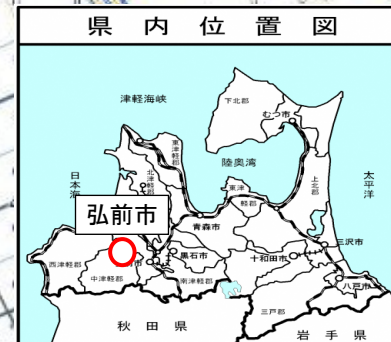 県内位置図
津軽海峡
下北郡
むつ市
東津軽郡
北津軽郡
陸奥湾
日本海
上北郡
太平洋
東津
軽郡
弘前市
青森市
三沢市
黒石市
十和田市
西津軽郡
中津軽郡
市
南津軽郡
八戸市
三戸郡
秋田県
岩手県